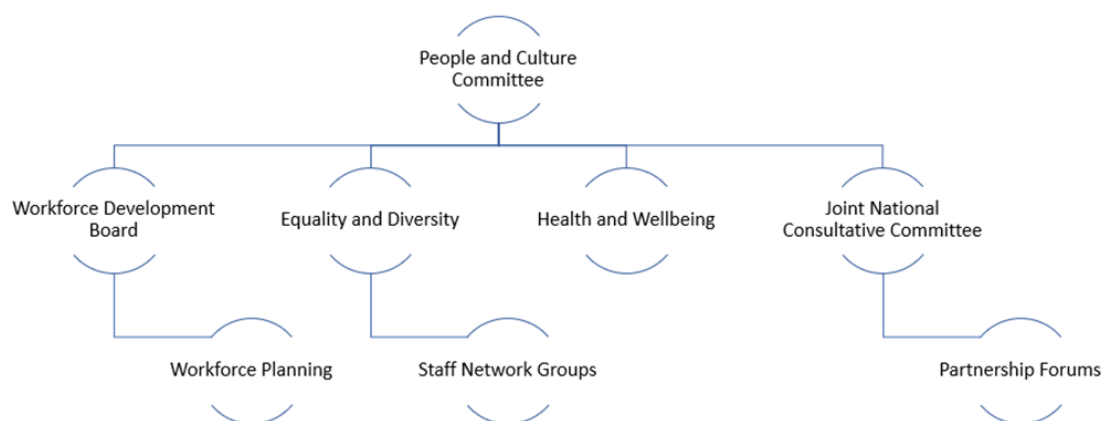 People and Culture
Committee
Workforce Development
Board
Equality and Diversity
Health and Wellbeing
Joint National
Consultative Committee
Workforce Planning
Staff Network Groups
Partnership Forums